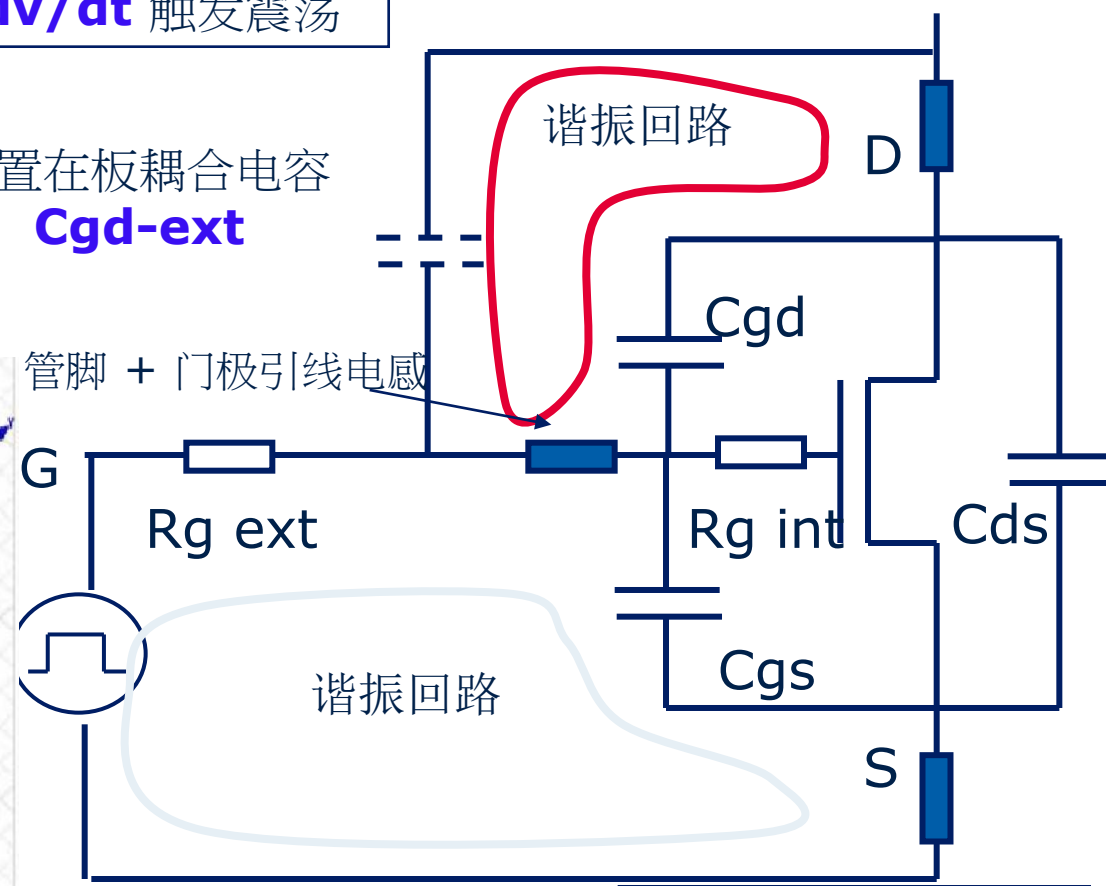 dv/dt 触发震荡
谐振回路
D
置在板耦合电容
Cgd-ext
Cgd
管脚 + 门极引线电感
G
Rg ext
Rg int
Cds
Cgs
谐振回路
S